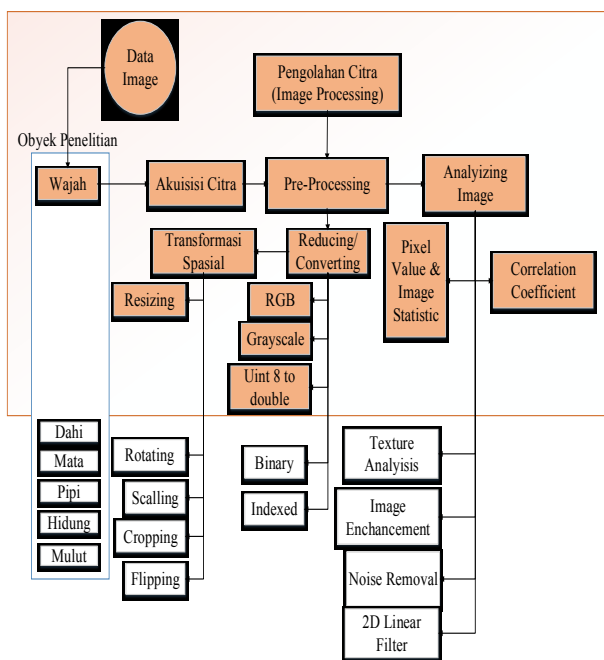 Data
Image
Pengolahan Citra
(Image Processing)
Obyek Penelitian
Wajah
Akuisisi Citra
Pre-Processing
Analyizing
Image
Transformasi
Spasial
Reducing/
Converting
Pixel
Value &
Image
Statistic
Correlation
Coefficient
Resizing
RGB
Grayscale
Uint 8 to
double
Dahi
Mata
Pipi
Hidung
Mulut
Rotating
Scalling
Cropping
Flipping
Binary
Indexed
Texture
Analyisis
Image
Enchancement
Noise Removal
2D Linear
Filter